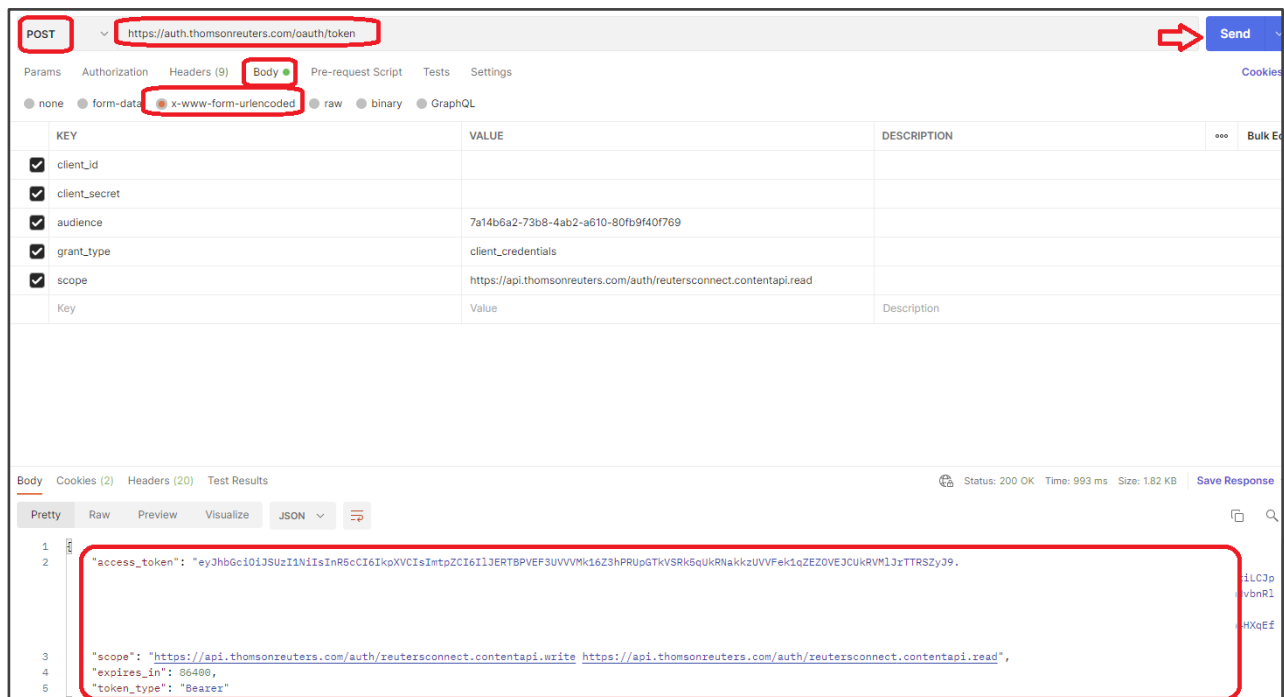 POST https://auth.thomsonreuters.com/oauth/token Send
Params Authorization Headers (9) Body Pre-request Script Tests Settings Cookies
none form-data x-www-form-urlencoded raw binary GraphQL
KEY VALUE DESCRIPTION ooo Bulk Ed
client_id
client_secret
audience 7a14b6a2-73b8-4ab2-a610-80fb9f40f769
grant_type client_credentials
scope https://api.thomsonreuters.com/auth/reutersconnect.contentapi.read
Key Value Description
Body Cookies (2) Headers (20) Test Results Status: 200 OK Time: 993 ms Size: 1.82 KB Save Response
Pretty Raw Preview Visualize JSON
1 {
2 "access_token":
3 "scope": "https://api.thomsonreuters.com/auth/reutersconnect.contentapi.write https://api.thomsonreuters.com/auth/reutersconnect.contentapi.read",
4 "expires_in": 86400,
5 "token_type": "Bearer"